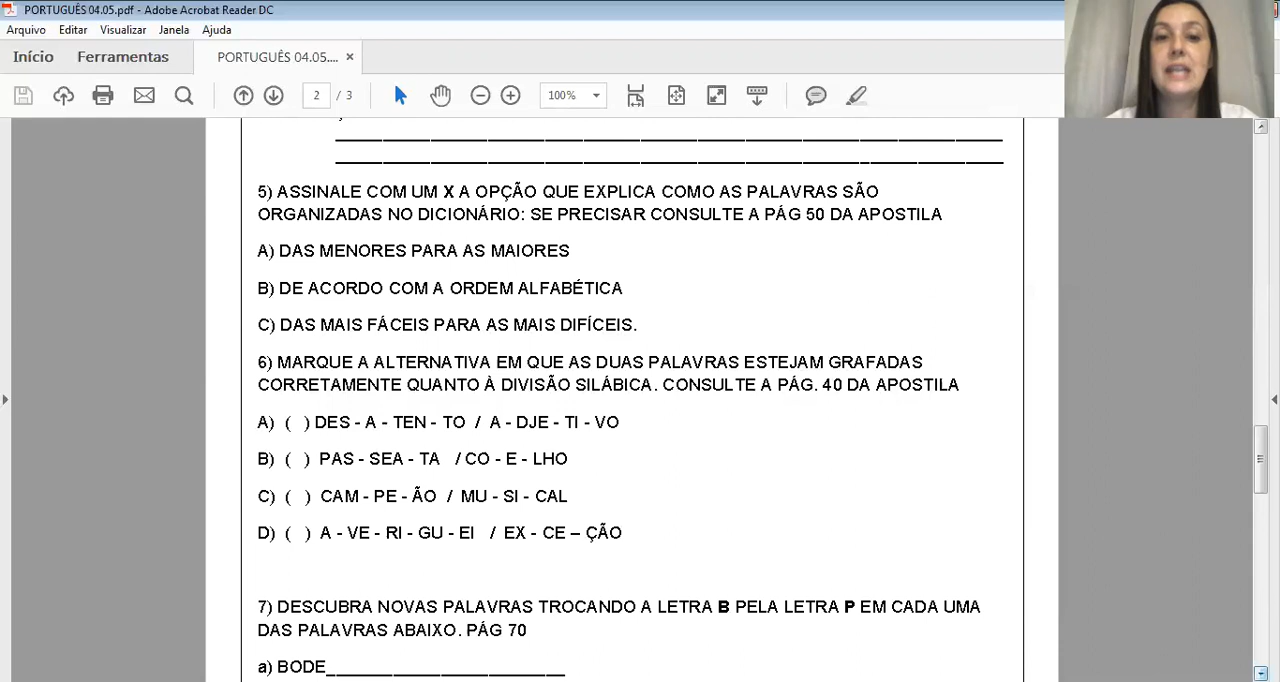 PORTUGUÊS 04.05.pdf - Adobe Acrobat Reader DC
Arquivo Editar Visualizar Janela Ajuda
Início Ferramentas PORTUGUÊS 04.05.... ×
2 / 3 100%
5) ASSINALE COM UM X A OPÇÃO QUE EXPLICA COMO AS PALAVRAS SÃO
ORGANIZADAS NO DICIONÁRIO: SE PRECISAR CONSULTE A PÁG 50 DA APOSTILA
A) DAS MENORES PARA AS MAIORES
B) DE ACORDO COM A ORDEM ALFABÉTICA
C) DAS MAIS FÁCEIS PARA AS MAIS DIFÍCEIS.
6) MARQUE A ALTERNATIVA EM QUE AS DUAS PALAVRAS ESTEJAM GRAFADAS
CORRETAMENTE QUANTO À DIVISÃO SILÁBICA. CONSULTE A PÁG. 40 DA APOSTILA
A) ( ) DES - A - TEN - TO / A - DJE - TI - VO
B) ( ) PAS - SEA - TA / CO - E - LHO
C) ( ) CAM - PE - ÃO / MU - SI - CAL
D) ( ) A - VE - RI - GU - EI / EX - CE – ÇÃO
7) DESCUBRA NOVAS PALAVRAS TROCANDO A LETRA B PELA LETRA P EM CADA UMA
DAS PALAVRAS ABAIXO. PÁG 70
a) BODE_________________________